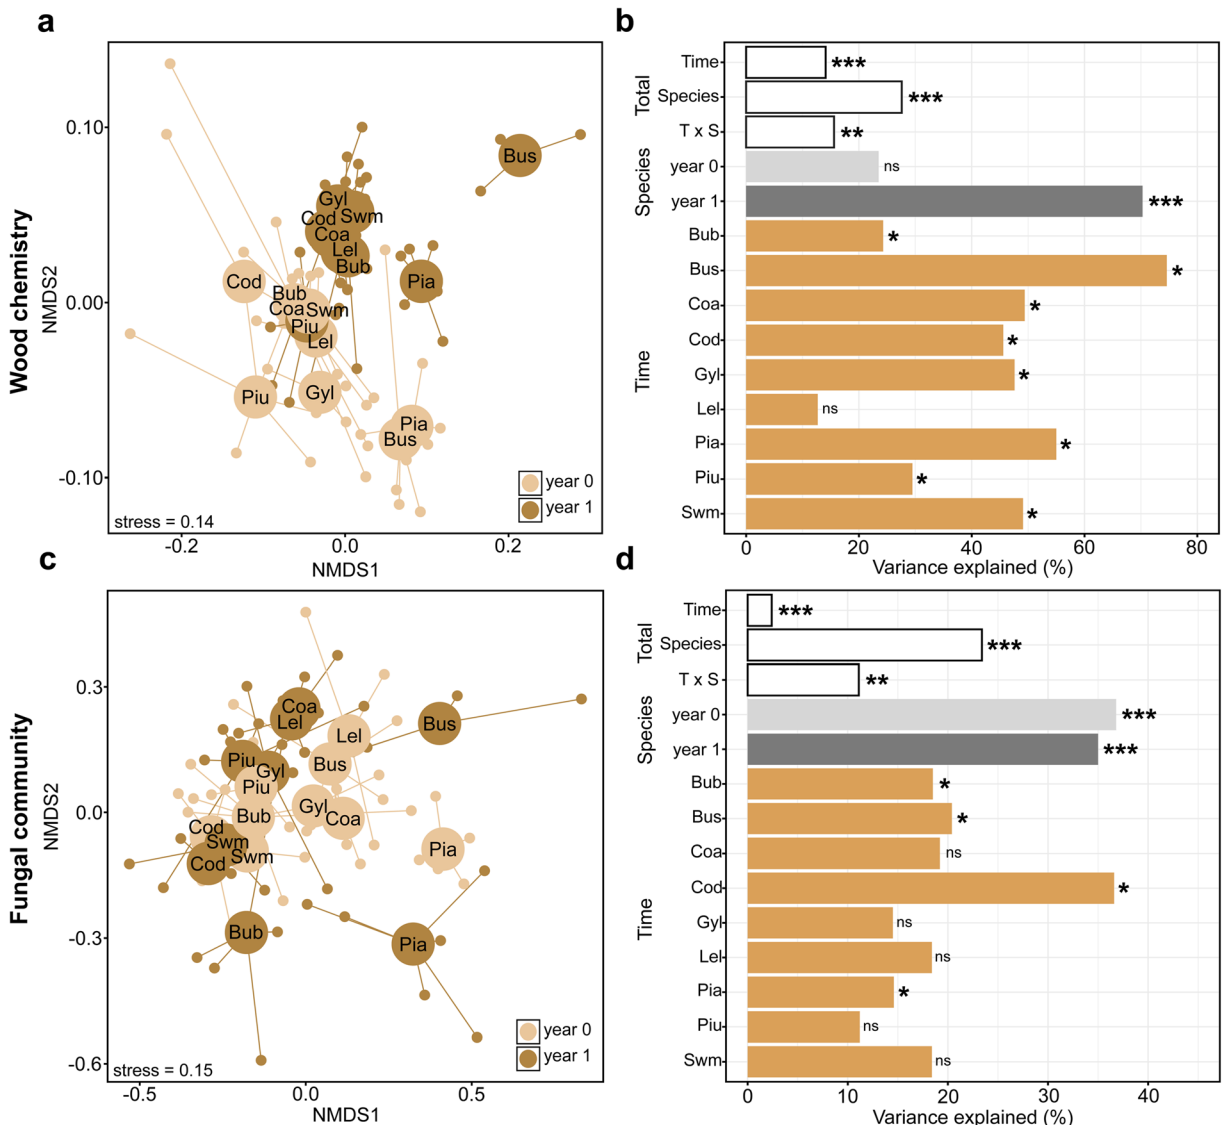 a
Wood chemistry
NMDS2
0.10
0.00
-0.10
Bus
Gyl
Cod Swm
Coa
Lel
Bub
Pia
Cod
Bub
Coa Swm
Piu
Lel
Piu
Gyl
Pia
Bus
year 0
year 1
stress = 0.14
-0.2 0.0 0.2
NMDS1
b
Total
Species
Time
Time ***
Species ***
T x S **
year 0 ns
year 1 ***
Bub *
Bus *
Coa *
Cod *
Gyl *
Lel ns
Pia *
Piu *
Swm *
0 20 40 60 80
Variance explained (%)
c
Fungal community
NMDS2
0.3
0.0
-0.3
-0.6
Coa
Lel
Bus
Lel
Piu
Gyl
Bus
Piu
Gyl
Bub
Coa
Cod
Swm
Swm
Cod
Pia
Bub
Pia
year 0
year 1
stress = 0.15
-0.5 0.0 0.5
NMDS1
d
Total
Species
Time
Time ***
Species ***
T x S **
year 0 ***
year 1 ***
Bub *
Bus *
Coa ns
Cod *
Gyl ns
Lel ns
Pia *
Piu ns
Swm ns
0 10 20 30 40
Variance explained (%)